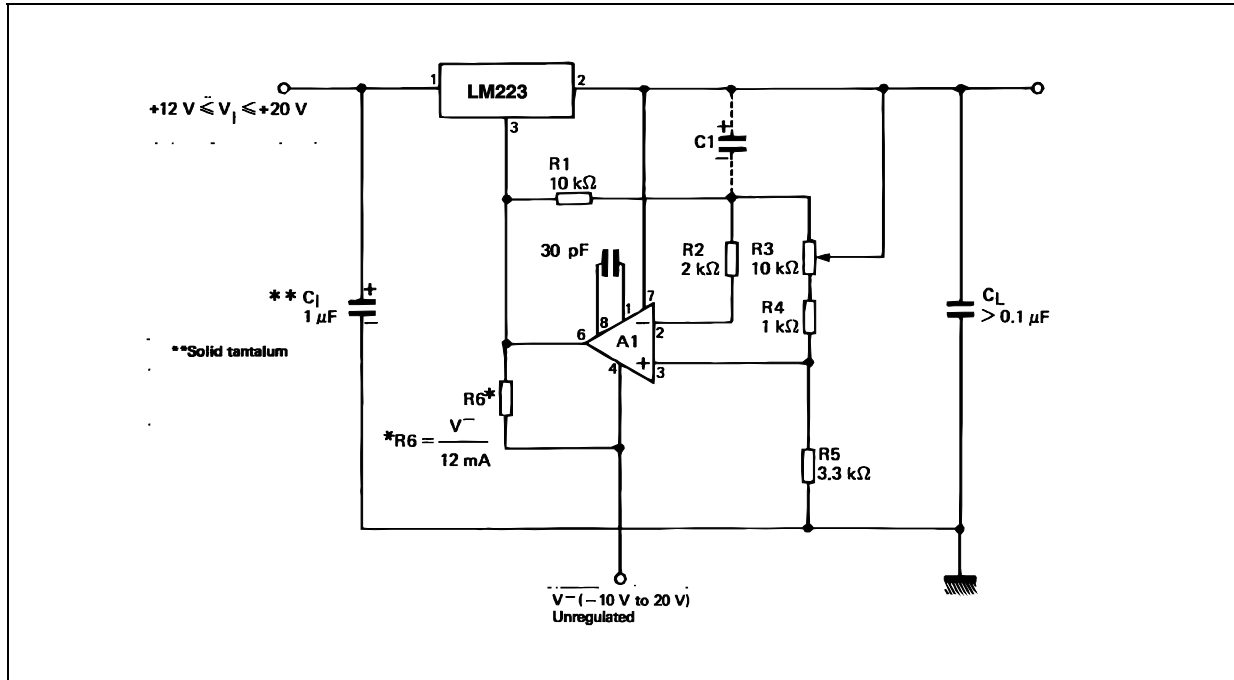 1
LM223
2
+12 V ≤ V_I ≤ +20 V
3
C1
+
−
R1
10 kΩ
30 pF
R2
2 kΩ
R3
10 kΩ
** C_I
1 μF
+
−
8
1
7
6
A1
−
2
+
3
4
R4
1 kΩ
C_L
> 0.1 μF
**Solid tantalum
R6*
*R6 = V⁻
12 mA
R5
3.3 kΩ
V⁻ (−10 V to 20 V)
Unregulated